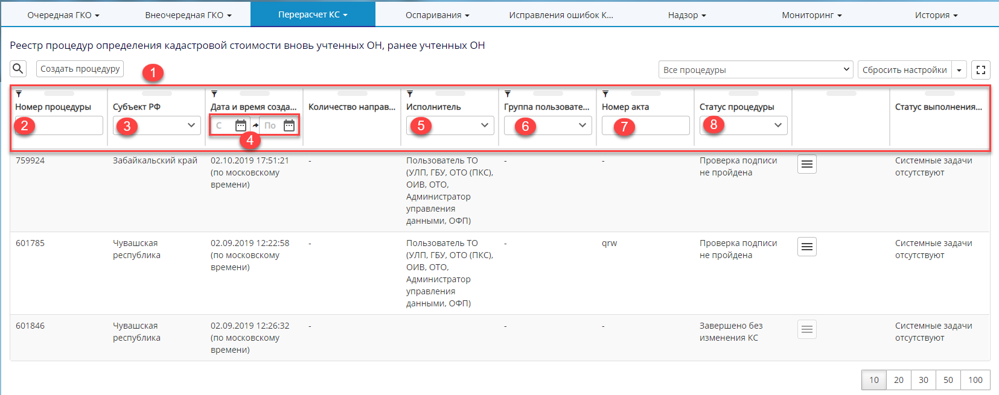 Очередная ГКО Внеочередная ГКО Перерасчет КС Оспаривания Исправления ошибок К... Надзор Мониторинг История
Реестр процедур определения кадастровой стоимости вновь учтенных ОН, ранее учтенных ОН
Создать процедуру 1 Все процедуры Сбросить настройки
Номер процедуры Субъект РФ Дата и время созда... Количество направ... Исполнитель Группа пользовате... Номер акта Статус процедуры Статус выполнения...
2 3 С По 5 6 7 8
4
759924 Забайкальский край 02.10.2019 17:51:21 - Пользователь ТО - - Проверка подписи Системные задачи
(по московскому (УЛП, ГБУ, ОТО (ПКС), не пройдена отсутствуют
времени) ОИВ, ОТО,
Администратор
управления
данными, ОФП)
601785 Чувашская 02.09.2019 12:22:58 - Пользователь ТО - qrw Проверка подписи Системные задачи
республика (по московскому (УЛП, ГБУ, ОТО (ПКС), не пройдена отсутствуют
времени) ОИВ, ОТО,
Администратор
управления
данными, ОФП)
601846 Чувашская 02.09.2019 12:26:32 - - - Завершено без Системные задачи
республика (по московскому изменения КС отсутствуют
времени)
10 20 30 50 100